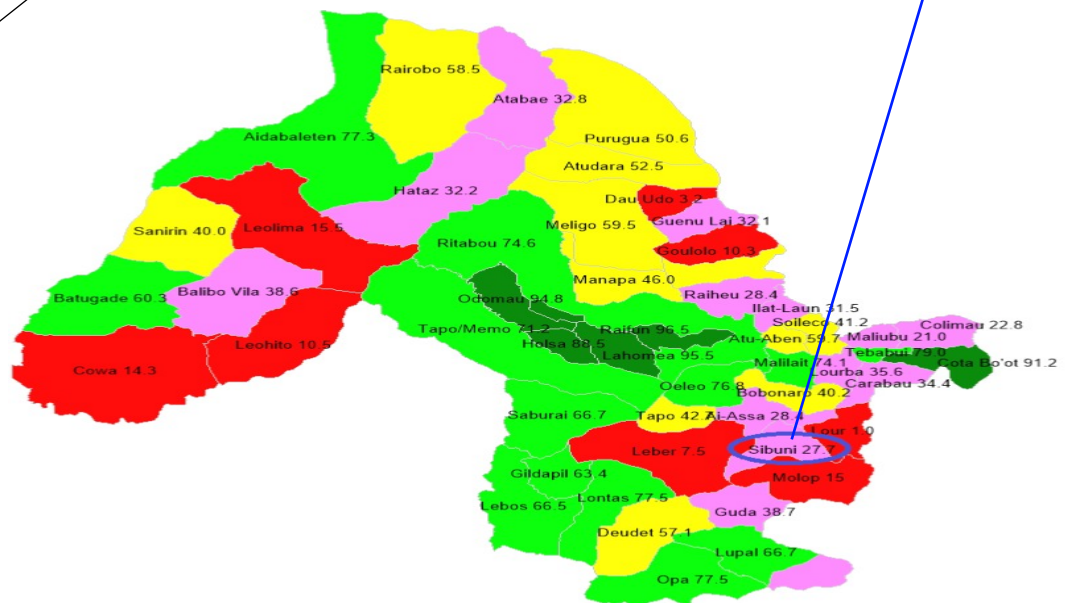 Rairobo 58.5
Atabae 32.8
Aidabaleten 77.3
Purugua 50.6
Atudara 52.5
Hataz 32.2
Dau Udo 3.2
Guenu Lai 32.1
Meligo 59.5
Sanirin 40.0
Leolima 15.5
Ritabou 74.6
Goulolo 10.3
Manapa 46.0
Balibo Vila 38.6
Batugade 60.3
Odomau 94.8
Raiheu 28.4
Ilat-Laun 31.5
Soileco 41.2
Colimau 22.8
Tapo/Memo 71.2
Raifun 96.5
Atu-Aben 59.7
Maliubu 21.0
Leohito 10.5
Holsa 88.5
Lahomea 95.5
Tebabui 79.0
Malilait 74.1
Cota Bo'ot 91.2
Cowa 14.3
Lourba 35.6
Carabau 34.4
Oeleo 76.8
Bobonaro 40.2
Saburai 66.7
Tapo 42.7
Ai-Assa 28.4
Lour 1.0
Leber 7.5
Sibuni 27.7
Gildapil 63.4
Molop 15
Lontas 77.5
Lebos 66.5
Guda 38.7
Deudet 57.1
Lupal 66.7
Opa 77.5